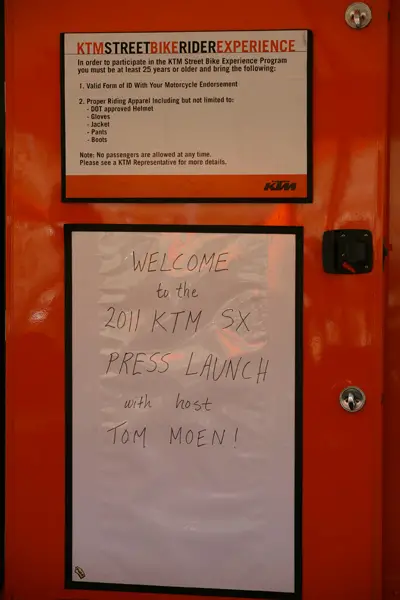 KTMSTREETBIKERIDEREXPERIENCE
In order to participate in the KTM Street Bike Experience Program
you must be at least 25 years or older and bring the following:
1. Valid Form of ID With Your Motorcycle Endorsement
2. Proper Riding Apparel Including but not limited to:
- DOT approved Helmet
- Gloves
- Jacket
- Pants
- Boots
Note: No passengers are allowed at any time.
Please see a KTM Representative for more details.
KTM
WELCOME
to the
2011 KTM SX
PRESS LAUNCH
with host
TOM MOEN!